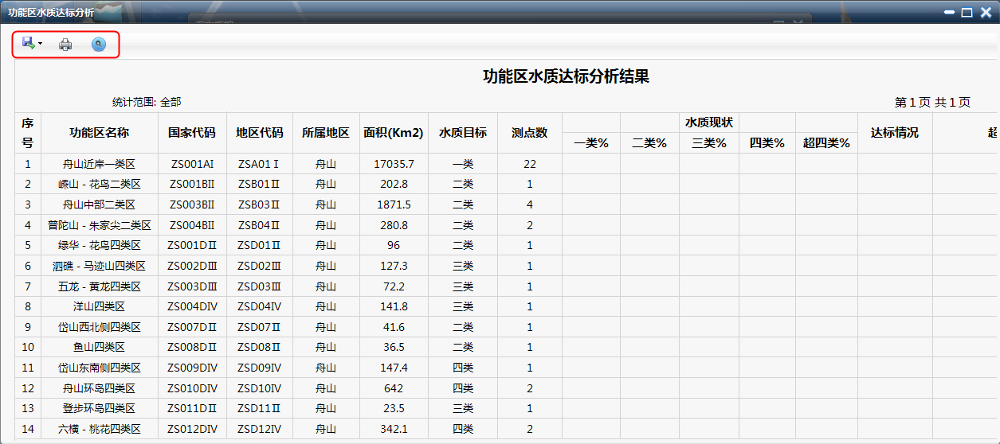 功能区水质达标分析
功能区水质达标分析结果
统计范围: 全部
第 1 页 共 1 页
序号 功能区名称 国家代码 地区代码 所属地区 面积(Km2) 水质目标 测点数 水质现状 达标情况 超
一类% 二类% 三类% 四类% 超四类%
1 舟山近岸一类区 ZS001AI ZSA01Ⅰ 舟山 17035.7 一类 22
2 嵊山－花鸟二类区 ZS001BII ZSB01Ⅱ 舟山 202.8 二类 1
3 舟山中部二类区 ZS003BII ZSB03Ⅱ 舟山 1871.5 二类 4
4 普陀山－朱家尖二类区 ZS004BII ZSB04Ⅱ 舟山 280.8 二类 2
5 绿华－花鸟四类区 ZS001DⅡ ZSD01Ⅱ 舟山 96 二类 1
6 泗礁－马迹山四类区 ZS002DⅢ ZSD02Ⅲ 舟山 127.3 三类 1
7 五龙－黄龙四类区 ZS003DⅢ ZSD03Ⅲ 舟山 72.2 三类 1
8 洋山四类区 ZS004DIV ZSD04IV 舟山 141.8 三类 1
9 岱山西北侧四类区 ZS007DⅡ ZSD07Ⅱ 舟山 41.6 二类 1
10 鱼山四类区 ZS008DⅡ ZSD08Ⅱ 舟山 36.5 二类 1
11 岱山东南侧四类区 ZS009DIV ZSD09IV 舟山 147.4 四类 1
12 舟山环岛四类区 ZS010DIV ZSD10IV 舟山 642 四类 2
13 登步环岛四类区 ZS011DⅡ ZSD11Ⅱ 舟山 23.5 三类 1
14 六横－桃花四类区 ZS012DIV ZSD12IV 舟山 342.1 四类 2